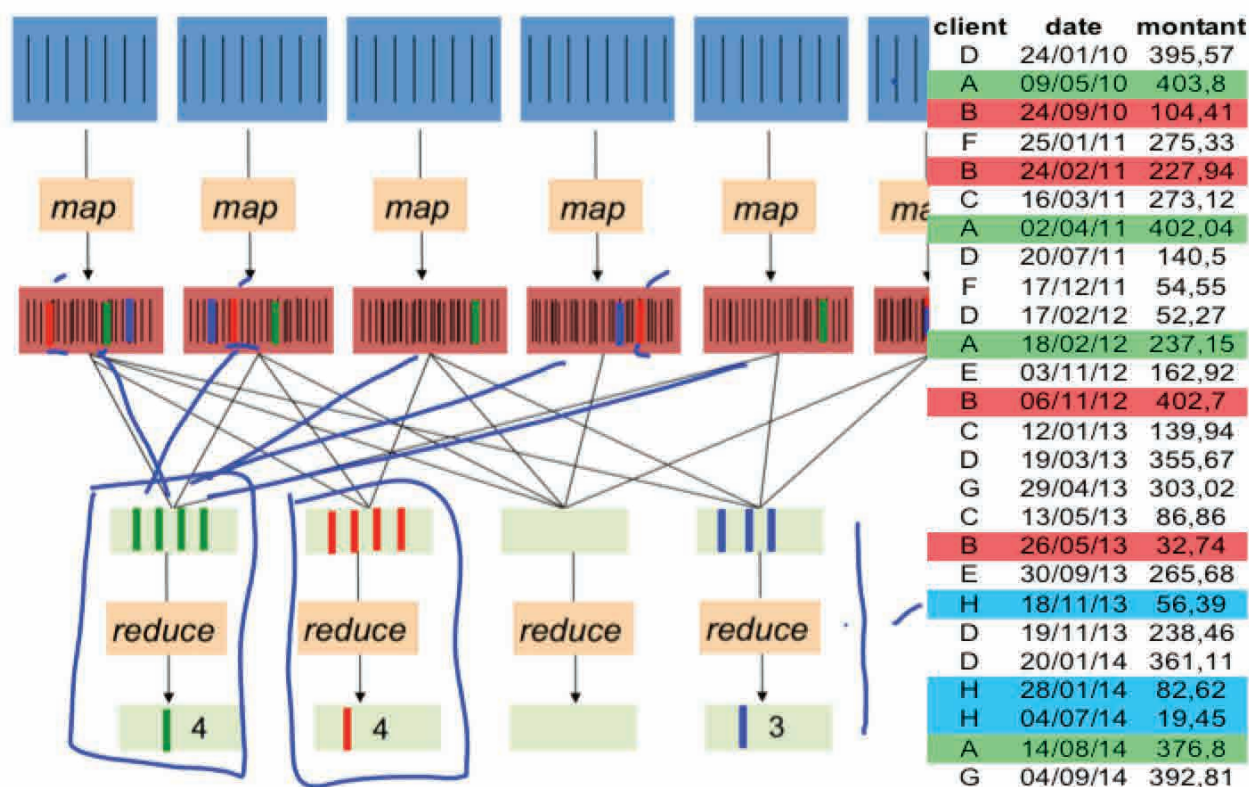 map map map map map ma
reduce reduce reduce reduce
4 4 3
client date montant
D 24/01/10 395,57
A 09/05/10 403,8
B 24/09/10 104,41
F 25/01/11 275,33
B 24/02/11 227,94
C 16/03/11 273,12
A 02/04/11 402,04
D 20/07/11 140,5
F 17/12/11 54,55
D 17/02/12 52,27
A 18/02/12 237,15
E 03/11/12 162,92
B 06/11/12 402,7
C 12/01/13 139,94
D 19/03/13 355,67
G 29/04/13 303,02
C 13/05/13 86,86
B 26/05/13 32,74
E 30/09/13 265,68
H 18/11/13 56,39
D 19/11/13 238,46
D 20/01/14 361,11
H 28/01/14 82,62
H 04/07/14 19,45
A 14/08/14 376,8
G 04/09/14 392,81